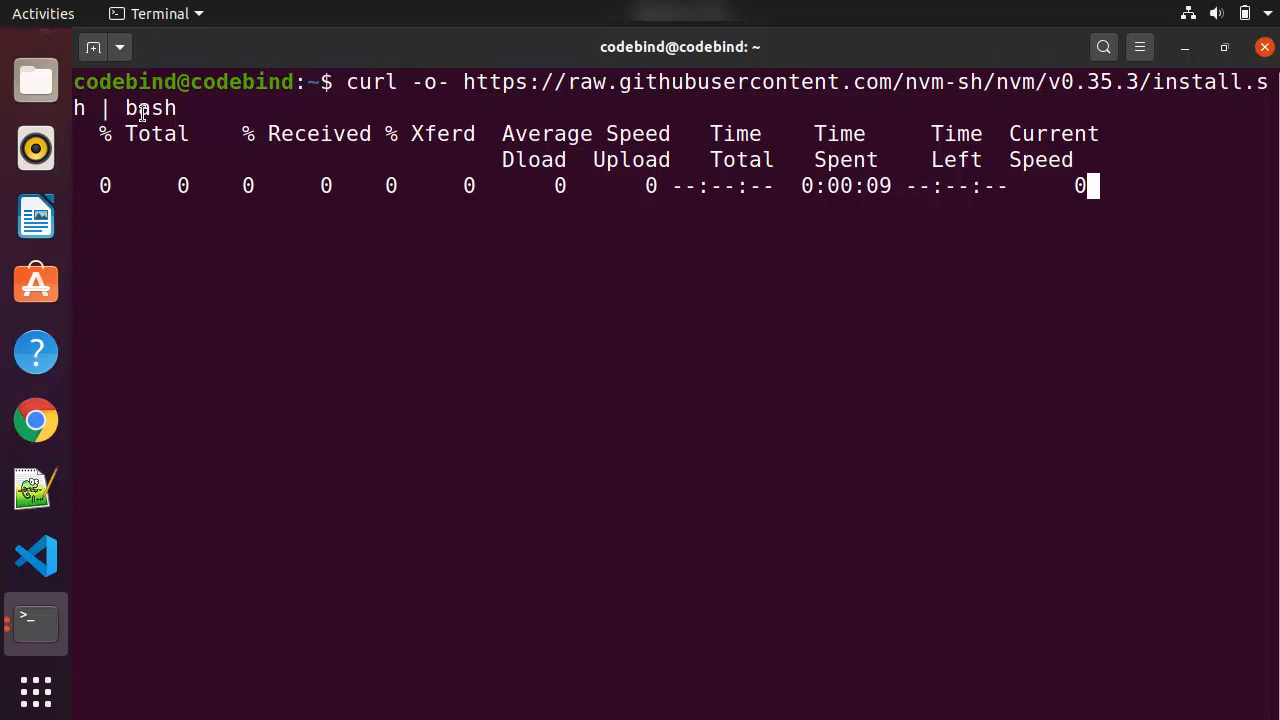 Activities Terminal
codebind@codebind: ~
codebind@codebind:~$ curl -o- https://raw.githubusercontent.com/nvm-sh/nvm/v0.35.3/install.s
h | bash
% Total % Received % Xferd Average Speed Time Time Time Current
Dload Upload Total Spent Left Speed
0 0 0 0 0 0 0 0 --:--:-- 0:00:09 --:--:-- 0